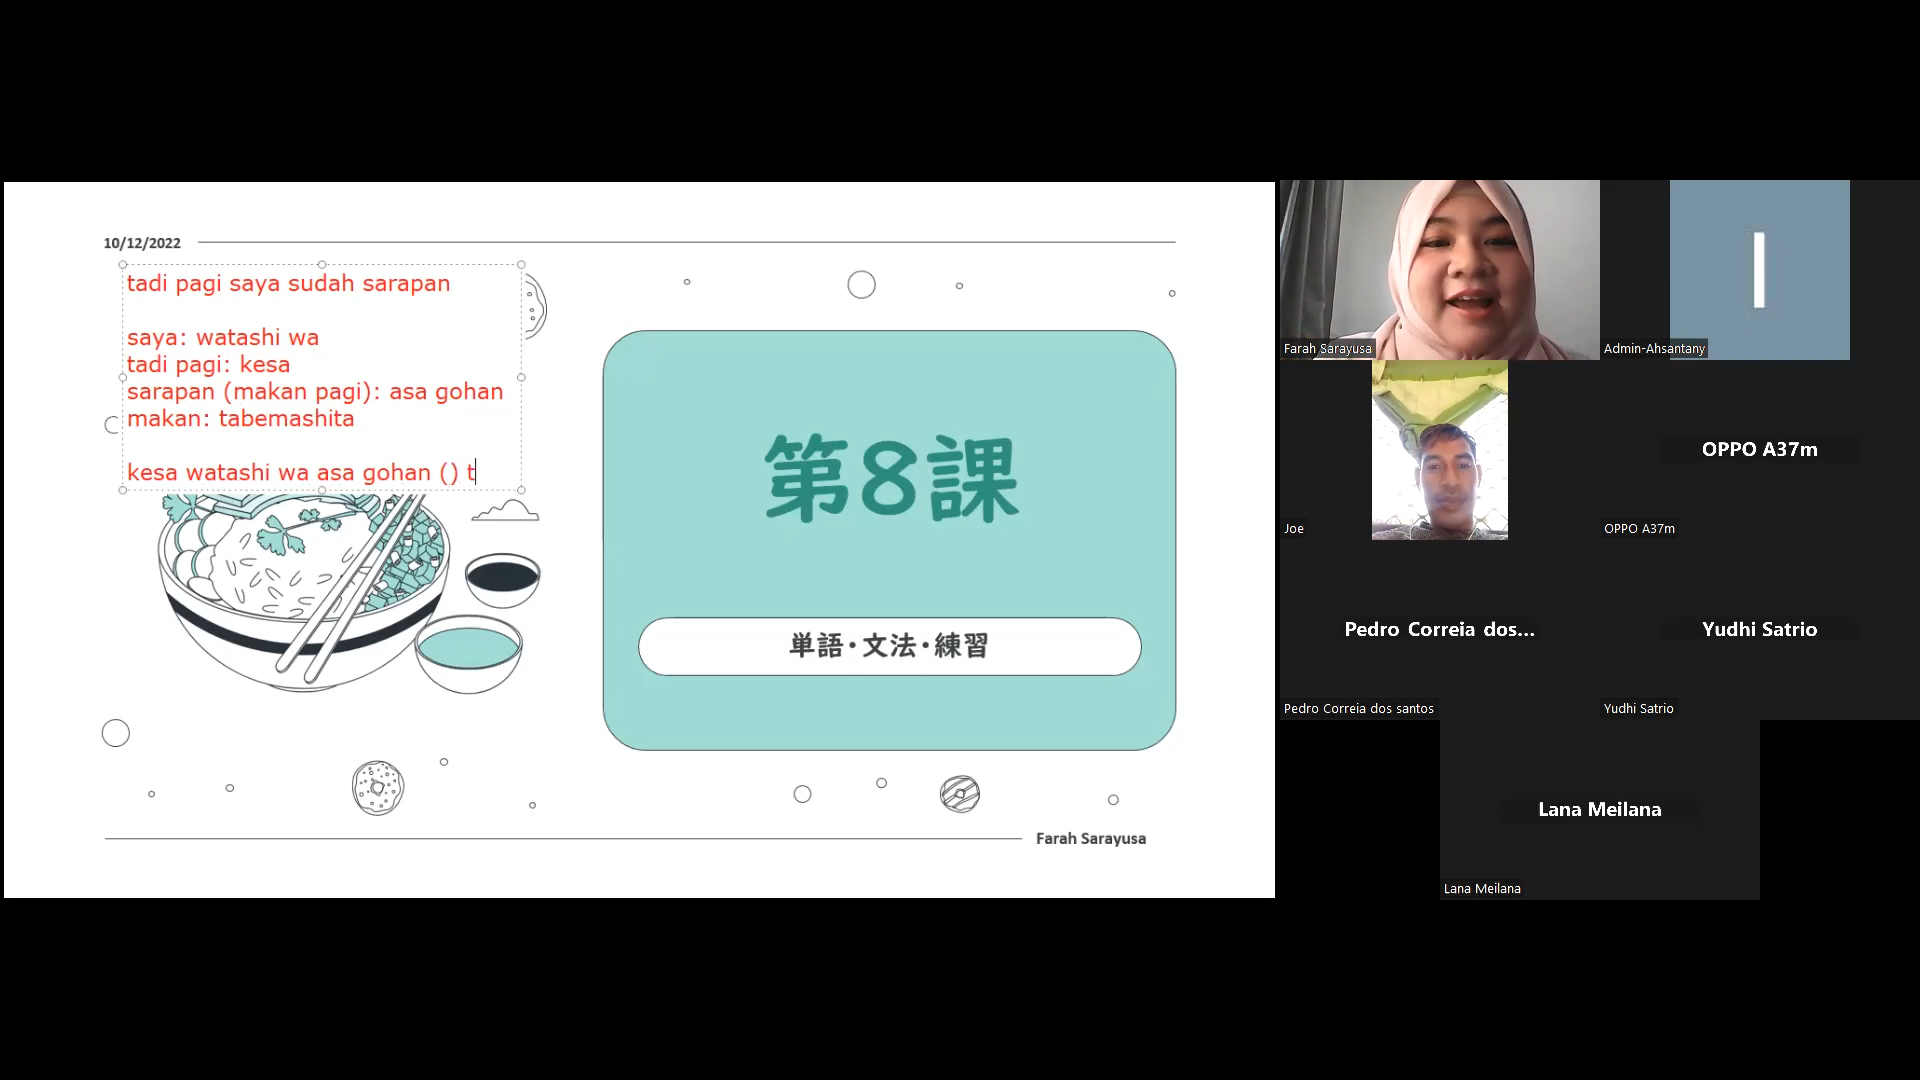 10/12/2022
tadi pagi saya sudah sarapan
saya: watashi wa
tadi pagi: kesa
sarapan (makan pagi): asa gohan
makan: tabemashita
kesa watashi wa asa gohan () t
第8課
単語・文法・練習
Farah Sarayusa
Farah Sarayusa
I
Admin-Ahsantany
Joe
OPPO A37m
OPPO A37m
Pedro Correia dos...
Pedro Correia dos santos
Yudhi Satrio
Yudhi Satrio
Lana Meilana
Lana Meilana